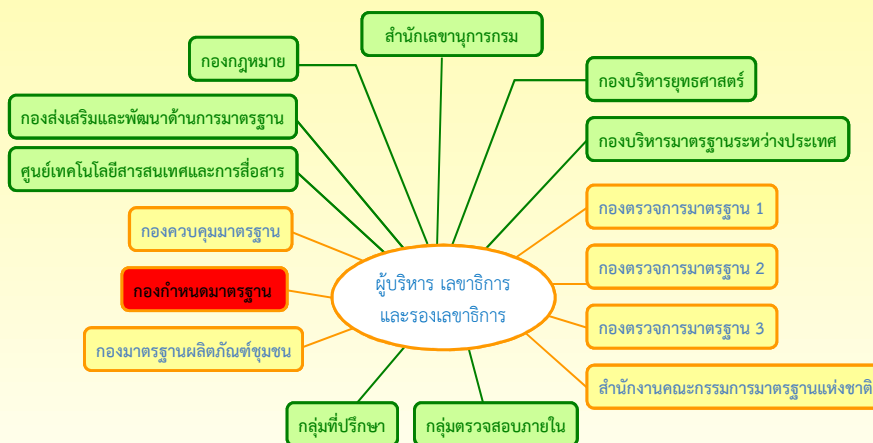 สำนักเลขานุการกรม
กองกฎหมาย
กองบริหารยุทธศาสตร์
กองส่งเสริมและพัฒนาด้านการมาตรฐาน
กองบริหารมาตรฐานระหว่างประเทศ
ศูนย์เทคโนโลยีสารสนเทศและการสื่อสาร
กองตรวจการมาตรฐาน 1
กองควบคุมมาตรฐาน
กองตรวจการมาตรฐาน 2
ผู้บริหาร เลขาธิการ
และรองเลขาธิการ
กองกำหนดมาตรฐาน
กองตรวจการมาตรฐาน 3
กองมาตรฐานผลิตภัณฑ์ชุมชน
สำนักงานคณะกรรมการมาตรฐานแห่งชาติ
กลุ่มที่ปรึกษา
กลุ่มตรวจสอบภายใน